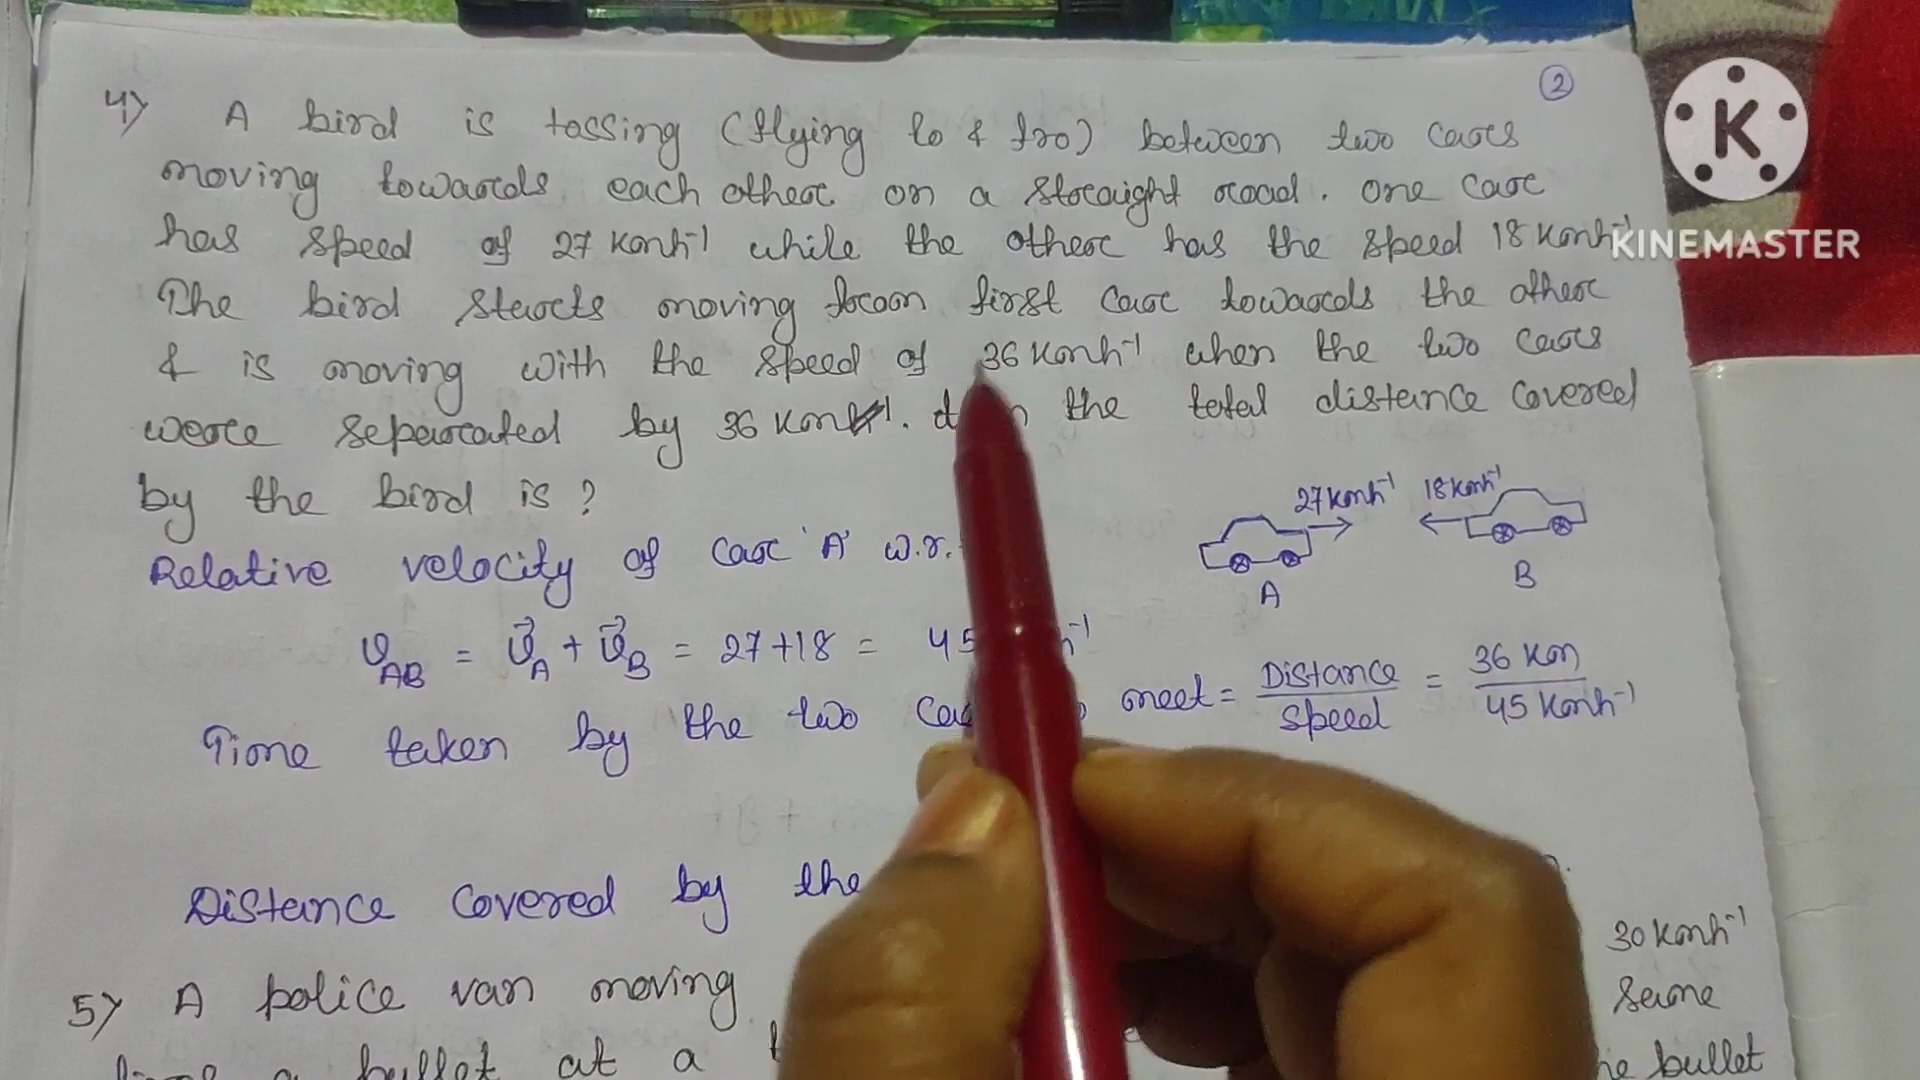 ②
4) A bird is tossing (flying to & fro) between two cars
moving towards each other on a straight road. One car
has speed of 27 Kmh⁻¹ while the other has the speed 18 Kmh⁻¹
The bird starts moving from first car towards the other
& is moving with the speed of 36 Kmh⁻¹ when the two cars
were separated by 36 Km. the total distance covered
by the bird is?
27 Kmh⁻¹ 18 Kmh⁻¹
A B
Relative velocity of car 'A' w.r.
v_AB = v⃗_A + v⃗_B = 27+18 = 45 h⁻¹
Time taken by the two meet = Distance/Speed = 36 Km/45 Kmh⁻¹
Distance covered by the
30 Kmh⁻¹
5) A police van moving same
bullet at a bullet
K
KINEMASTER